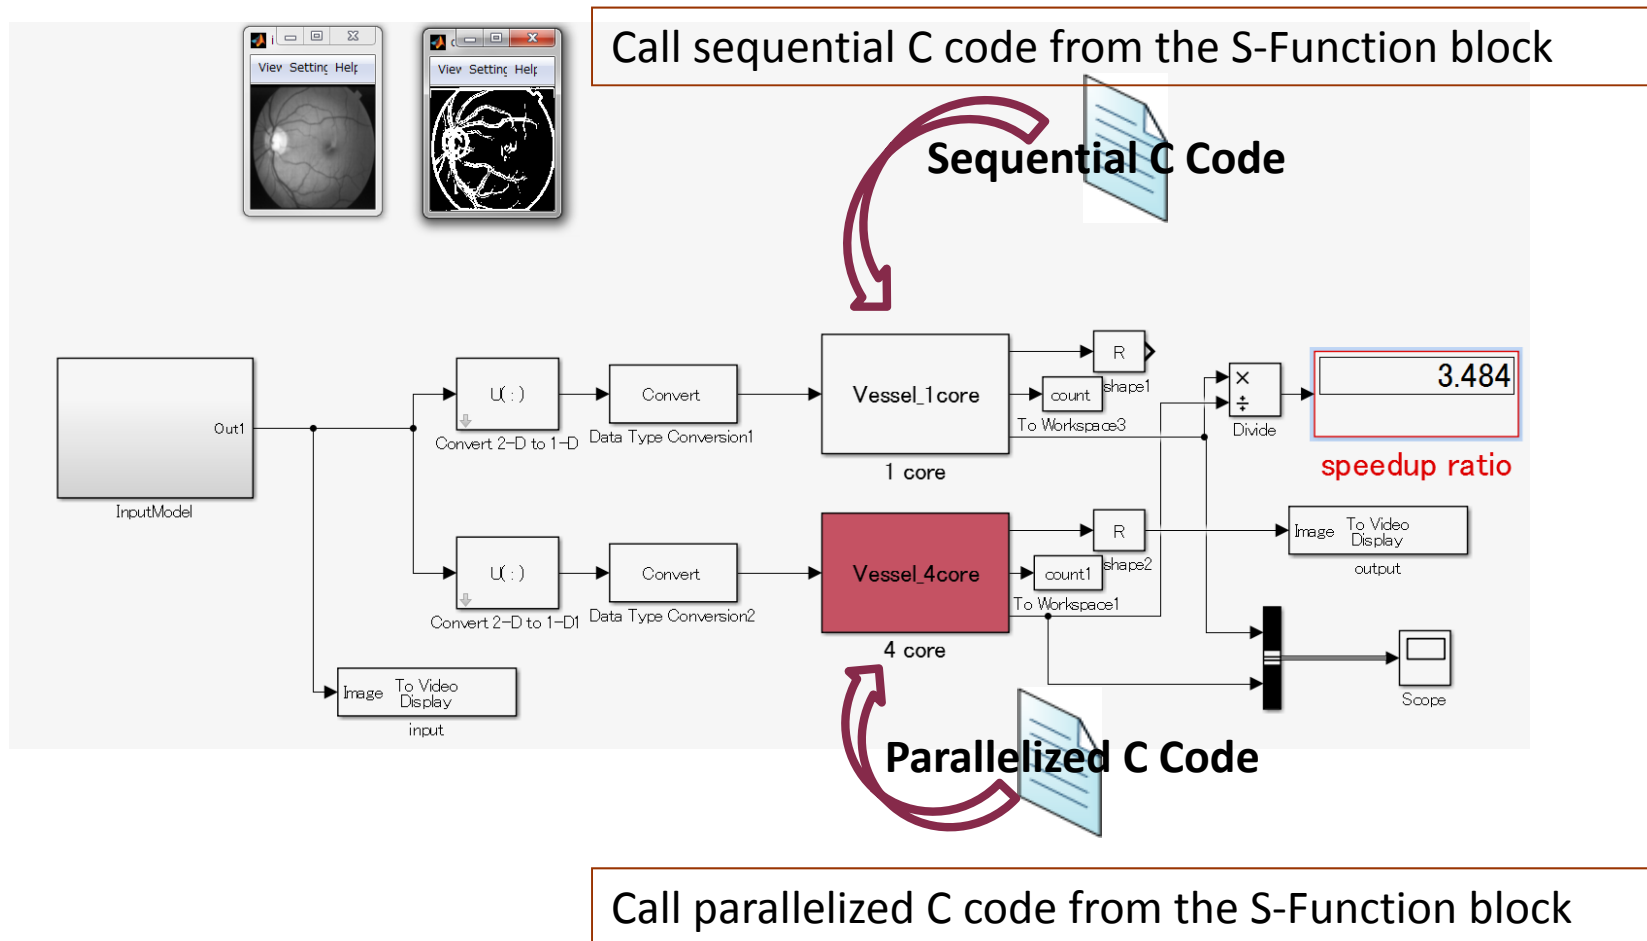 Call sequential C code from the S-Function block
View Setting Help
View Setting Help
Sequential C Code
Out1
InputModel
U( : )
Convert 2-D to 1-D
Convert
Data Type Conversion1
Vessel_1core
1 core
R
shape1
count
To Workspace3
×
÷
Divide
3.484
speedup ratio
U( : )
Convert 2-D to 1-D1
Convert
Data Type Conversion2
Vessel_4core
4 core
R
shape2
count1
To Workspace1
Image To Video
Display
output
Image To Video
Display
input
Scope
Parallelized C Code
Call parallelized C code from the S-Function block